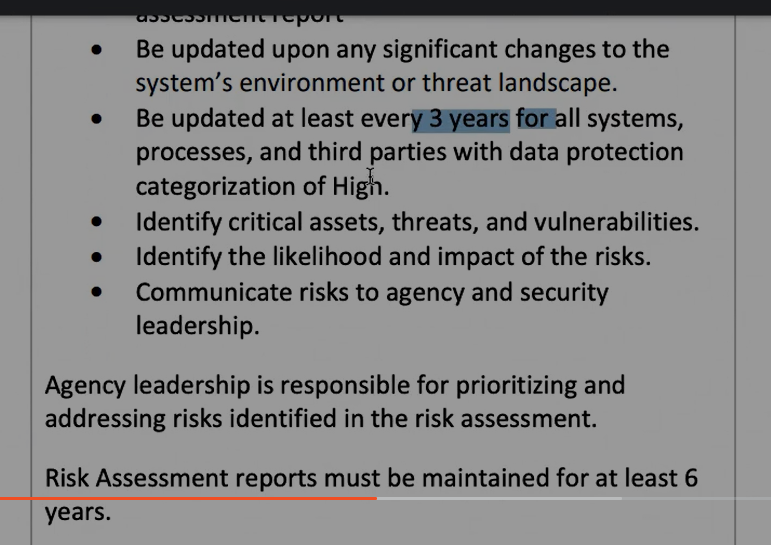 assessment report
• Be updated upon any significant changes to the
system’s environment or threat landscape.
• Be updated at least every 3 years for all systems,
processes, and third parties with data protection
categorization of High.
• Identify critical assets, threats, and vulnerabilities.
• Identify the likelihood and impact of the risks.
• Communicate risks to agency and security
leadership.
Agency leadership is responsible for prioritizing and
addressing risks identified in the risk assessment.
Risk Assessment reports must be maintained for at least 6
years.